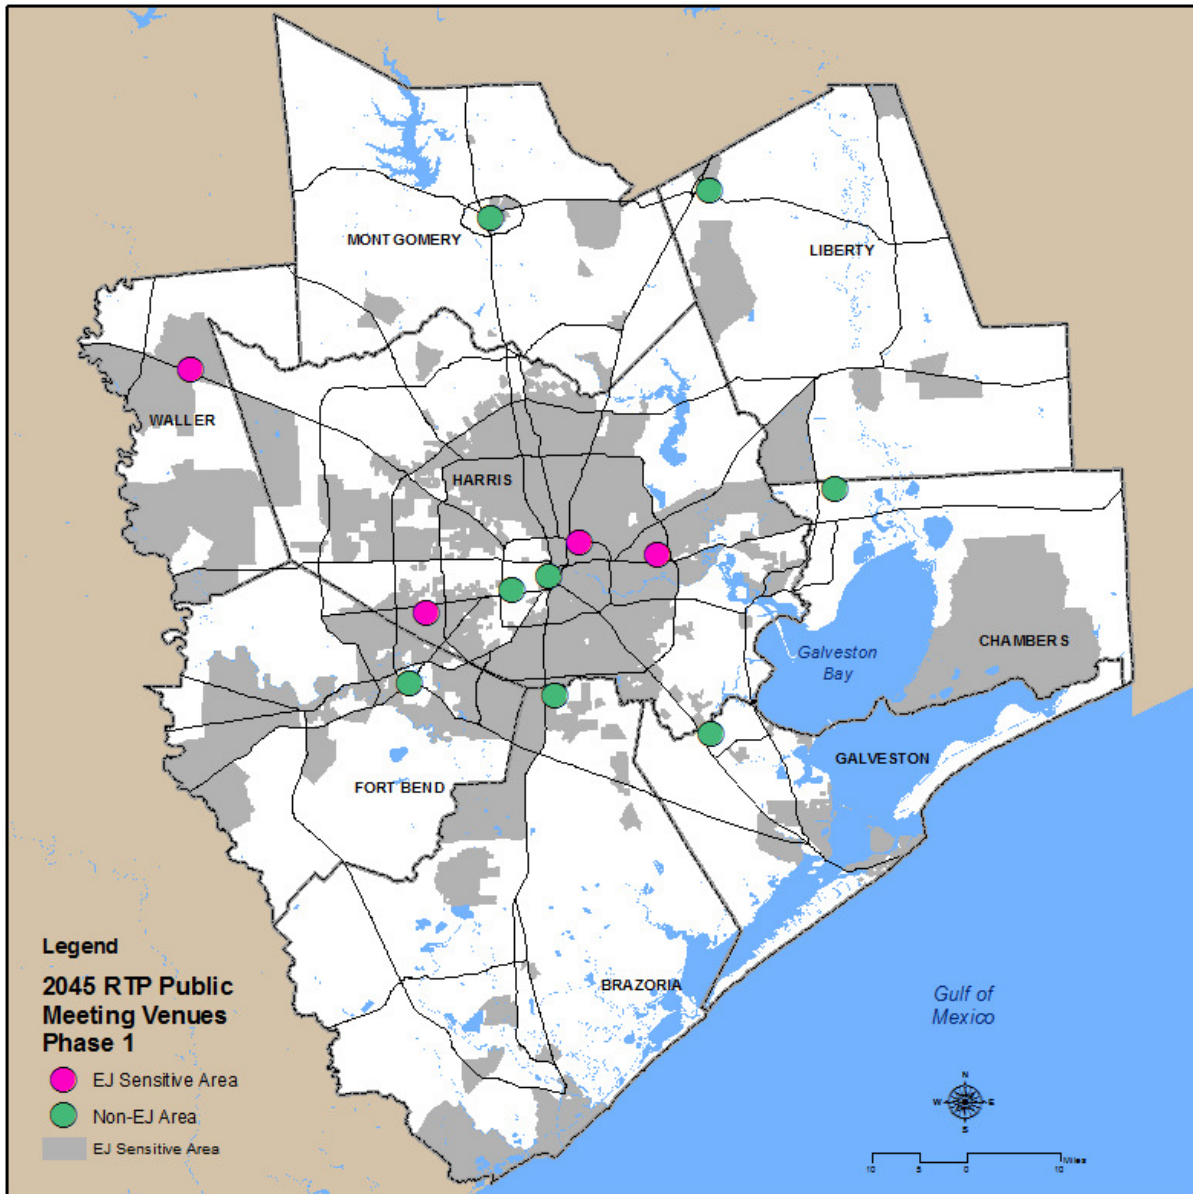 MONTGOMERY
LIBERTY
WALLER
HARRIS
CHAMBERS
Galveston
Bay
GALVESTON
FORT BEND
BRAZORIA
Gulf of
Mexico
Legend
2045 RTP Public
Meeting Venues
Phase 1
EJ Sensitive Area
Non-EJ Area
EJ Sensitive Area
N
W
E
S
Miles
10
5
0
10